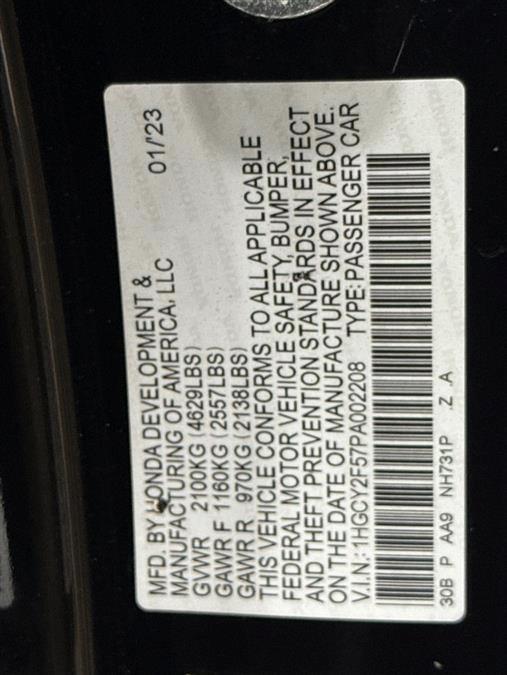 MFD. BY HONDA DEVELOPMENT & 01/'23
MANUFACTURING OF AMERICA, LLC
GVWR 2100KG (4629LBS)
GAWR F 1160KG (2557LBS)
GAWR R 970KG (2138LBS)
THIS VEHICLE CONFORMS TO ALL APPLICABLE
FEDERAL MOTOR VEHICLE SAFETY, BUMPER,
AND THEFT PREVENTION STANDARDS IN EFFECT
ON THE DATE OF MANUFACTURE SHOWN ABOVE.
V.I.N.: 1HGCY2F57PA002208 TYPE: PASSENGER CAR
30B P AA9 NH731P .Z .A